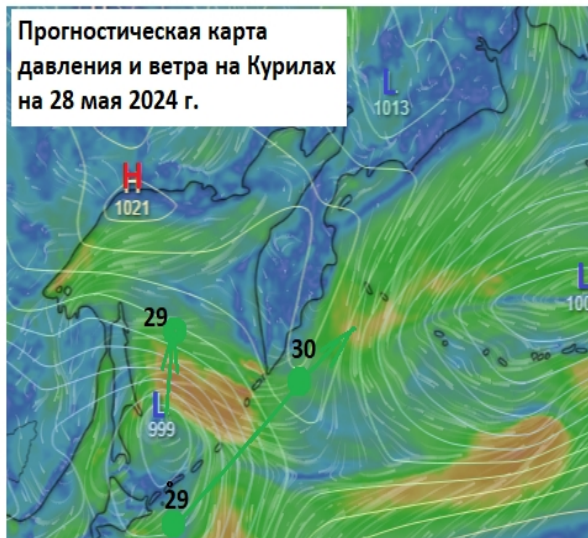 Прогностическая карта
давления и ветра на Курилах
на 28 мая 2024 г.
L
1013
H
1021
L
29
30
L
999
29